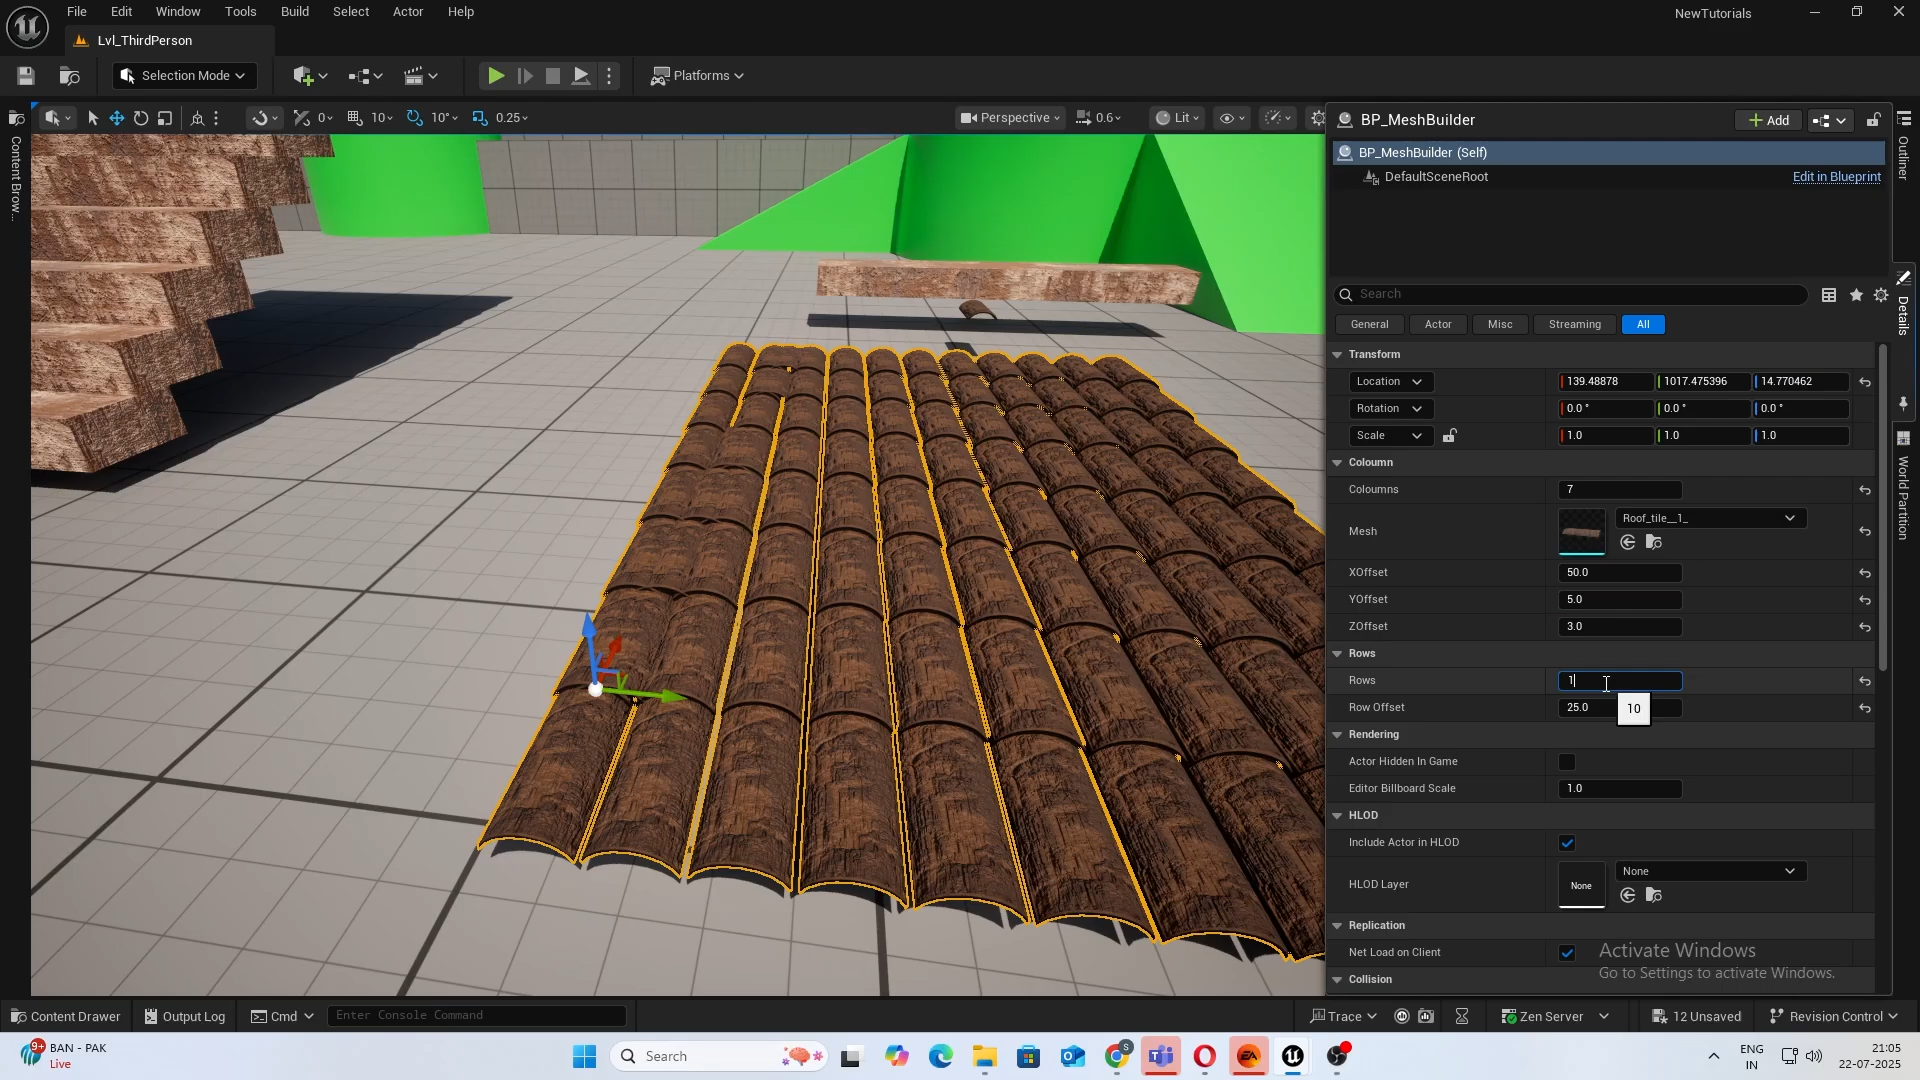 File Edit Window Tools Build Select Actor Help
NewTutorials
Lvl_ThirdPerson
Selection Mode
Platforms
0
10
10°
0.25
Perspective
0.6
Lit
Content Brow...
BP_MeshBuilder
Add
BP_MeshBuilder (Self)
DefaultSceneRoot
Edit in Blueprint
Search
General Actor Misc Streaming All
Transform
Location 139.48878 1017.475396 14.770462
Rotation 0.0 ° 0.0 ° 0.0 °
Scale 1.0 1.0 1.0
Coloumn
Coloumns 7
Mesh Roof_tile__1_
XOffset 50.0
YOffset 5.0
ZOffset 3.0
Rows
Rows 1
Row Offset 25.0
10
Rendering
Actor Hidden In Game
Editor Billboard Scale 1.0
HLOD
Include Actor in HLOD
HLOD Layer None None
Replication
Net Load on Client
Collision
Outliner
Details
World Partition
Activate Windows
Go to Settings to activate Windows.
Content Drawer Output Log Cmd Enter Console Command Trace Zen Server 12 Unsaved Revision Control
9+
BAN - PAK
Live
Search
S
EA
ENG
IN
21:05
22-07-2025